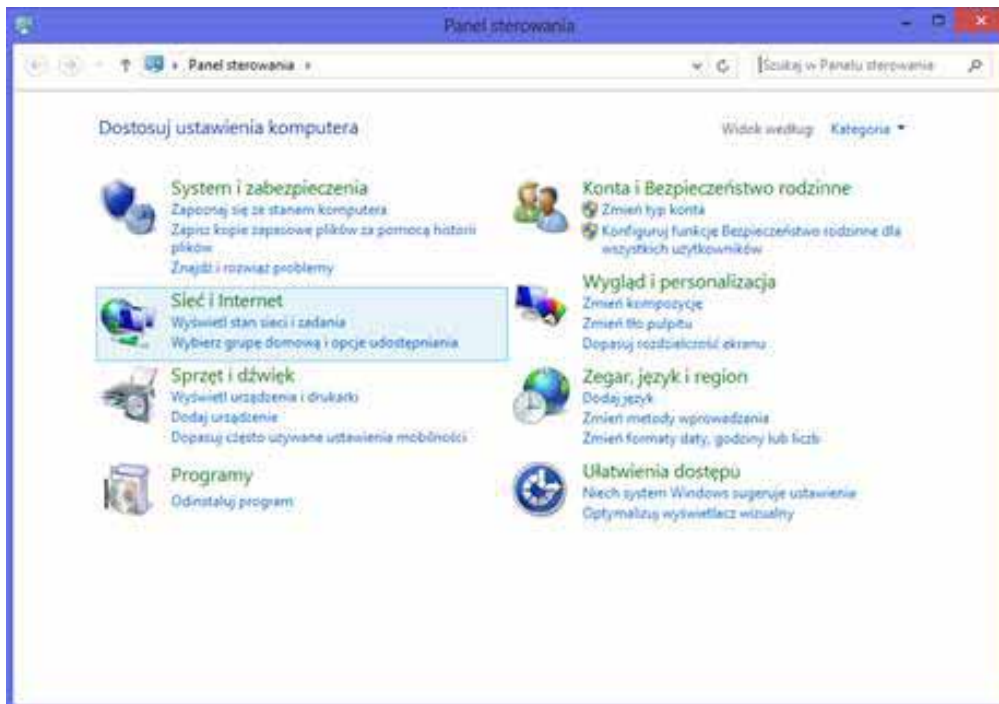 Panel sterowania
Panel sterowania
Szukaj w Panelu sterowania
Dostosuj ustawienia komputera
Widok według: Kategoria
System i zabezpieczenia
Zapoznaj się ze stanem komputera
Zapisz kopie zapasowe plików za pomocą historii
plików
Znajdź i rozwiąż problemy
Sieć i Internet
Wyświetl stan sieci i zadania
Wybierz grupę domową i opcje udostępniania
Sprzęt i dźwięk
Wyświetl urządzenia i drukarki
Dodaj urządzenie
Dopasuj często używane ustawienia mobilności
Programy
Odinstaluj program
Konta i Bezpieczeństwo rodzinne
Zmień typ konta
Konfiguruj funkcję Bezpieczeństwo rodzinne dla
wszystkich użytkowników
Wygląd i personalizacja
Zmień kompozycję
Zmień tło pulpitu
Dopasuj rozdzielczość ekranu
Zegar, język i region
Dodaj język
Zmień metody wprowadzania
Zmień formaty daty, godziny lub liczb
Ułatwienia dostępu
Niech system Windows sugeruje ustawienia
Optymalizuj wyświetlacz wizualny